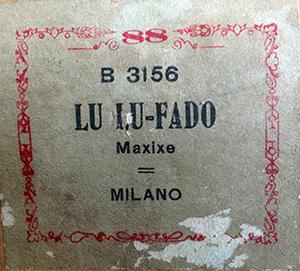 88
B 3156
LU LU-FADO
Maxixe
MILANO